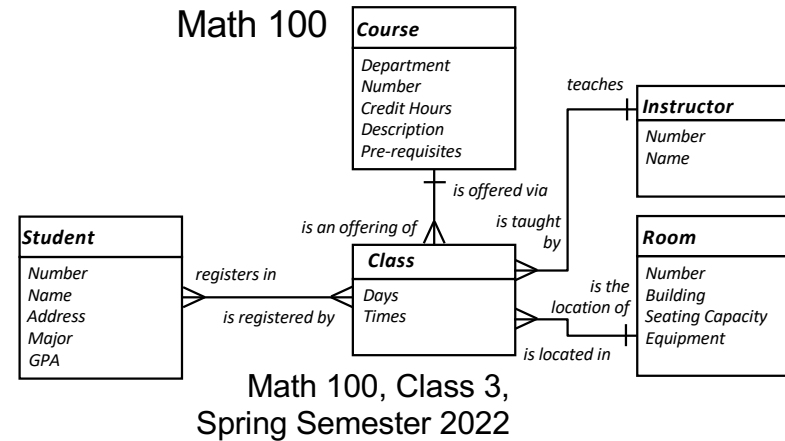 Math 100
Course
Department
Number
Credit Hours
Description
Pre-requisites
teaches
Instructor
Number
Name
is offered via
is an offering of
is taught
by
Student
Number
Name
Address
Major
GPA
registers in
is registered by
Class
Days
Times
is the
location of
is located in
Room
Number
Building
Seating Capacity
Equipment
Math 100, Class 3,
Spring Semester 2022